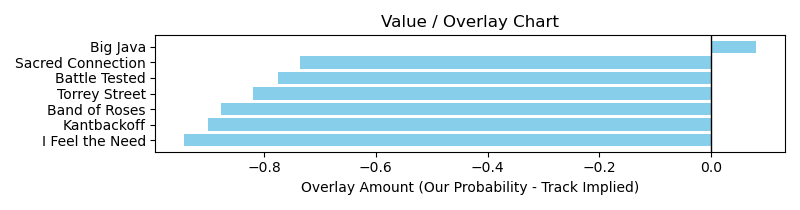 Value / Overlay Chart
Big Java
Sacred Connection
Battle Tested
Torrey Street
Band of Roses
Kantbackoff
I Feel the Need
−0.8 −0.6 −0.4 −0.2 0.0
Overlay Amount (Our Probability - Track Implied)